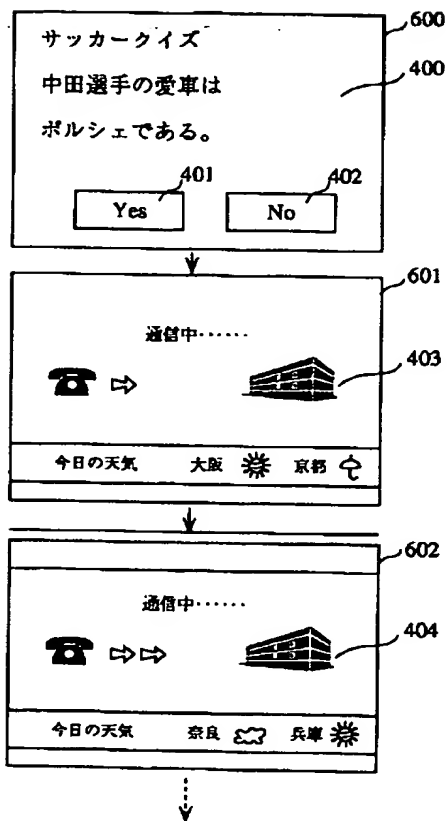 600
サッカークイズ
400
中田選手の愛車は
ポルシェである。
401 402
Yes No
601
通信中……
403
今日の天気 大阪 京都
602
通信中……
404
今日の天気 奈良 兵庫